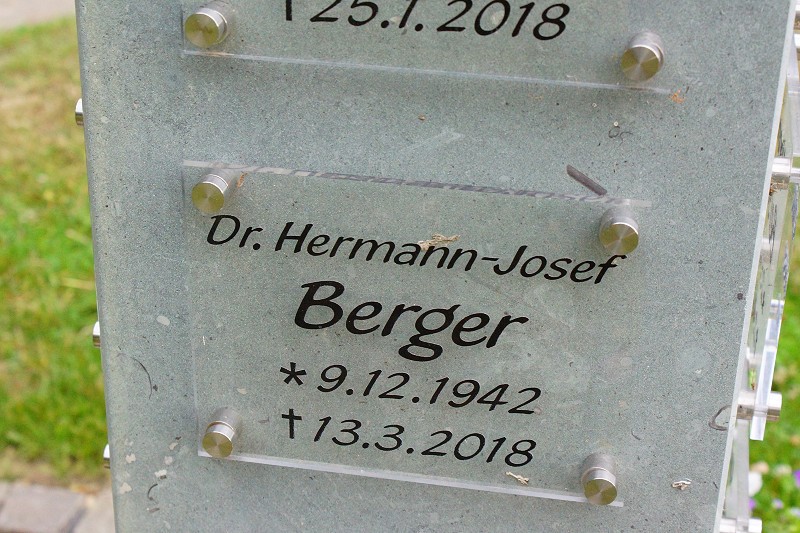 † 25.1.2018
Dr. Hermann-Josef
Berger
* 9.12.1942
† 13.3.2018